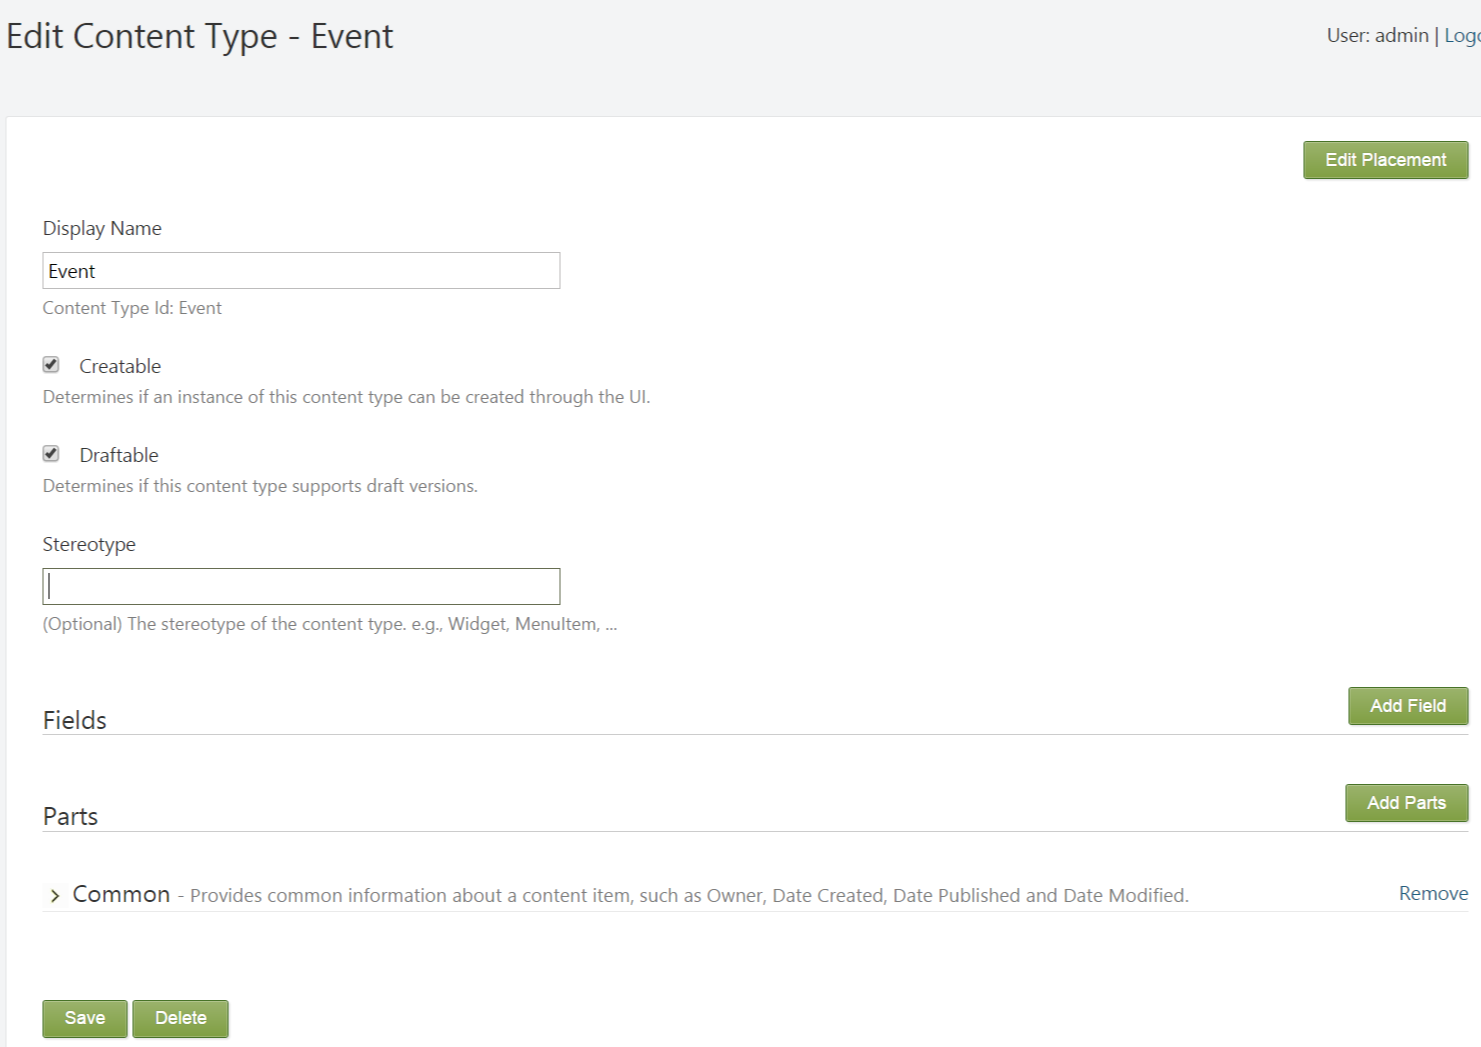 Edit Content Type - Event
User: admin | Logo
Edit Placement
Display Name
Event
Content Type Id: Event
Creatable
Determines if an instance of this content type can be created through the UI.
Draftable
Determines if this content type supports draft versions.
Stereotype
(Optional) The stereotype of the content type. e.g., Widget, MenuItem, ...
Fields
Add Field
Parts
Add Parts
Common - Provides common information about a content item, such as Owner, Date Created, Date Published and Date Modified.
Remove
Save
Delete